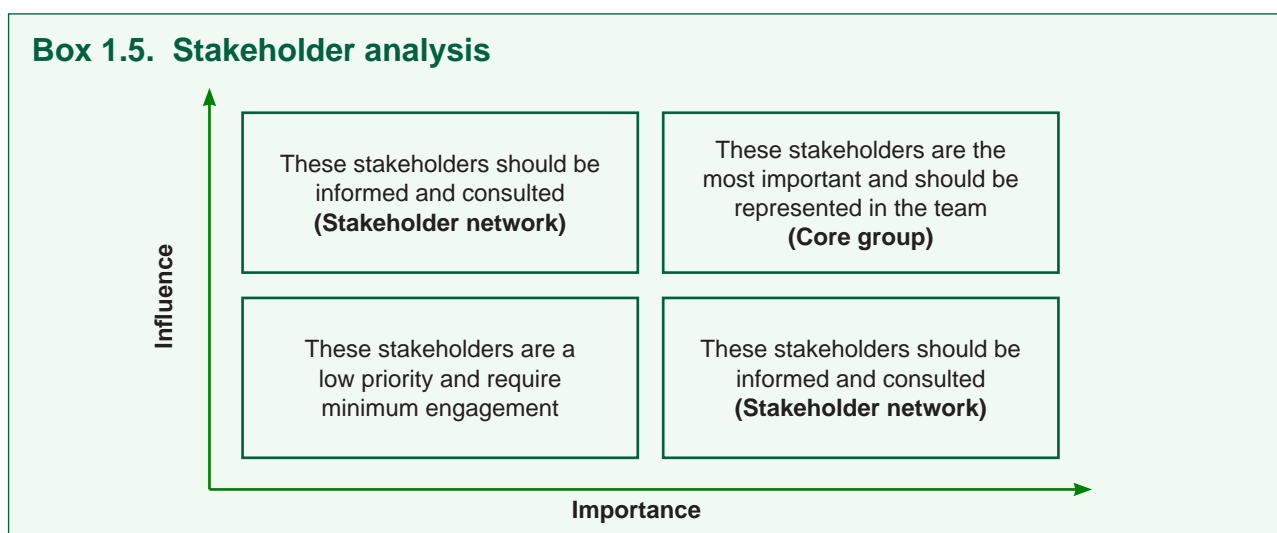 Box 1.5. Stakeholder analysis
These stakeholders should be
informed and consulted
(Stakeholder network)
These stakeholders are the
most important and should be
represented in the team
(Core group)
Influence
These stakeholders are a
low priority and require
minimum engagement
These stakeholders should be
informed and consulted
(Stakeholder network)
Importance